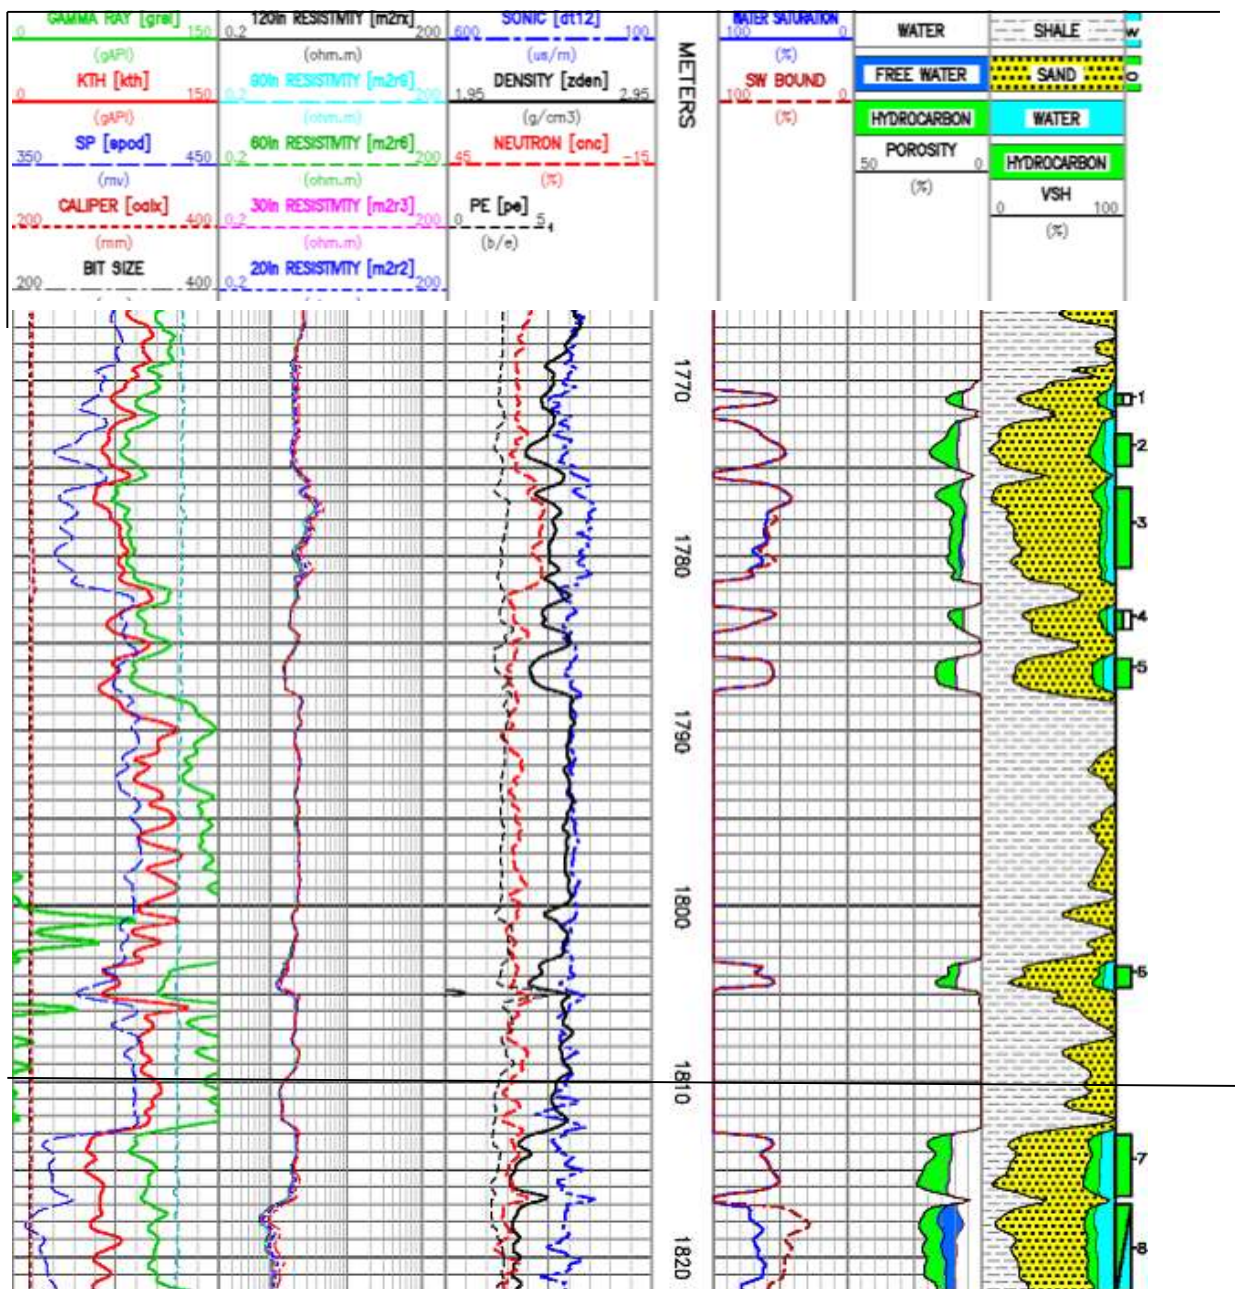 GAMMA RAY [grsl]
0 150
(gAPI)
KTH [kth]
0 150
(gAPI)
SP [spod]
350 450
(mv)
CALIPER [calx]
200 400
(mm)
BIT SIZE
200 400
120in RESISTIVITY [m2rx]
0.2 200
(ohm.m)
90in RESISTIVITY [m2r9]
0.2 200
(ohm.m)
60in RESISTIVITY [m2r6]
0.2 200
(ohm.m)
30in RESISTIVITY [m2r3]
0.2 200
(ohm.m)
20in RESISTIVITY [m2r2]
0.2 200
SONIC [dt12]
600 100
(us/m)
DENSITY [zden]
1.95 2.95
(g/cm3)
NEUTRON [cnc]
45 -15
(%)
PE [pe]
0 5
(b/e)
METERS
WATER SATURATION
100 0
(%)
SW BOUND
100 0
(%)
WATER
FREE WATER
HYDROCARBON
POROSITY
50 0
(%)
SHALE
SAND
WATER
HYDROCARBON
VSH
0 100
(%)
W
O
1770
1780
1790
1800
1810
1820
1
2
3
4
5
6
7
8